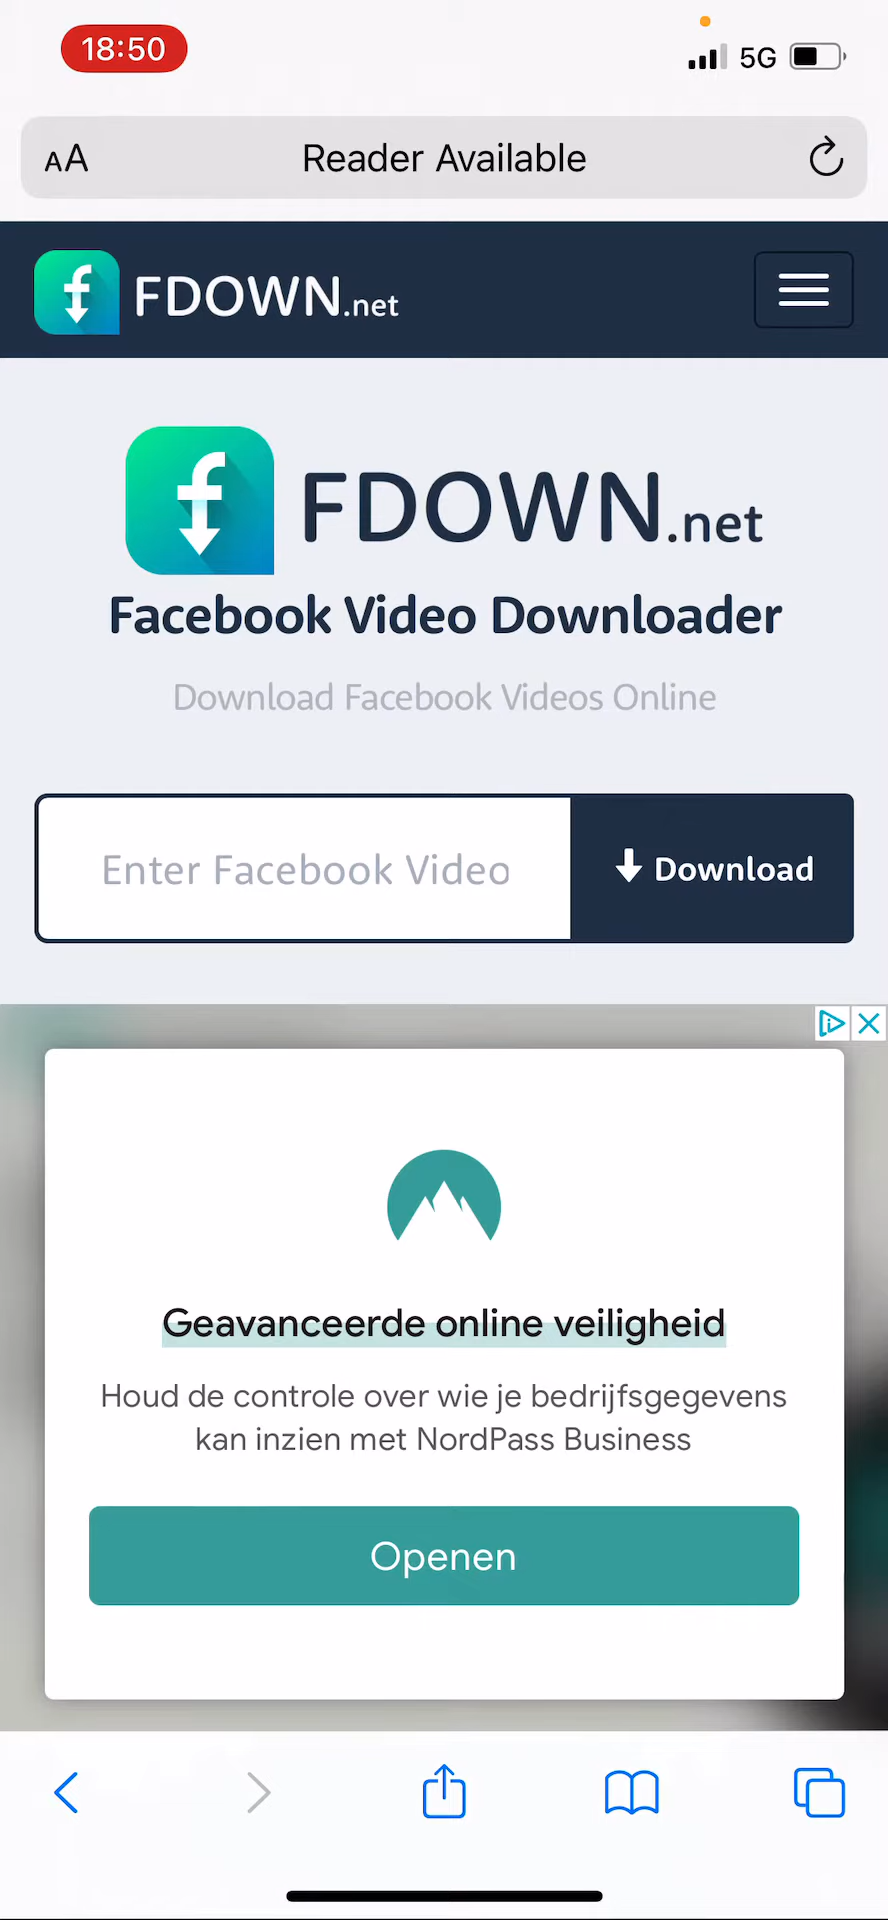 18:50
5G
AA
Reader Available
FDOWN.net
FDOWN.net
Facebook Video Downloader
Download Facebook Videos Online
Enter Facebook Video
Download
Geavanceerde online veiligheid
Houd de controle over wie je bedrijfsgegevens
kan inzien met NordPass Business
Openen